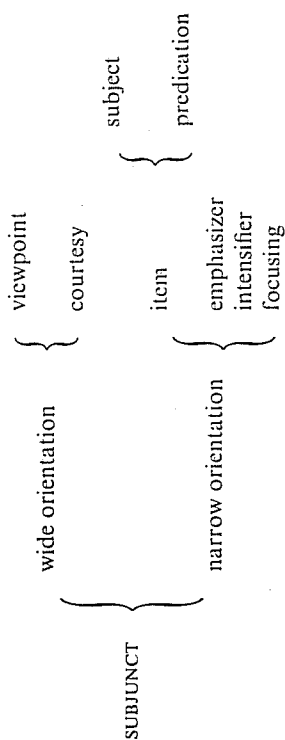 SUBJUNCT
wide orientation
viewpoint
courtesy
narrow orientation
item
subject
predication
emphasizer
intensifier
focusing